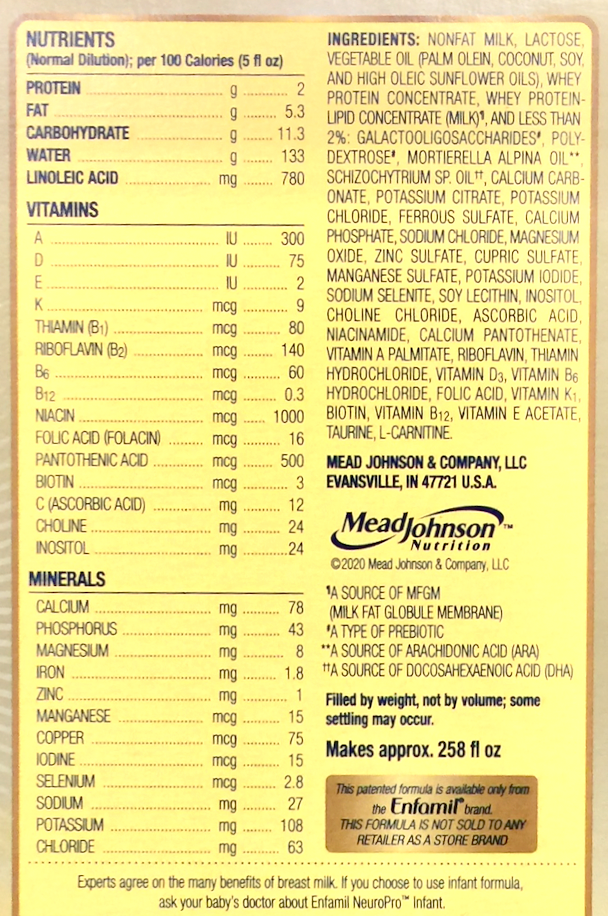 NUTRIENTS
(Normal Dilution); per 100 Calories (5 fl oz)
PROTEIN ........ g ........ 2
FAT ........ g ........ 5.3
CARBOHYDRATE ........ g ........ 11.3
WATER ........ g ........ 133
LINOLEIC ACID ........ mg ........ 780
VITAMINS
A ........ IU ........ 300
D ........ IU ........ 75
E ........ IU ........ 2
K ........ mcg ........ 9
THIAMIN (B1) ........ mcg ........ 80
RIBOFLAVIN (B2) ........ mcg ........ 140
B6 ........ mcg ........ 60
B12 ........ mcg ........ 0.3
NIACIN ........ mcg ........ 1000
FOLIC ACID (FOLACIN) ........ mcg ........ 16
PANTOTHENIC ACID ........ mcg ........ 500
BIOTIN ........ mcg ........ 3
C (ASCORBIC ACID) ........ mg ........ 12
CHOLINE ........ mg ........ 24
INOSITOL ........ mg ........ 24
MINERALS
CALCIUM ........ mg ........ 78
PHOSPHORUS ........ mg ........ 43
MAGNESIUM ........ mg ........ 8
IRON ........ mg ........ 1.8
ZINC ........ mg ........ 1
MANGANESE ........ mcg ........ 15
COPPER ........ mcg ........ 75
IODINE ........ mcg ........ 15
SELENIUM ........ mcg ........ 2.8
SODIUM ........ mg ........ 27
POTASSIUM ........ mg ........ 108
CHLORIDE ........ mg ........ 63
INGREDIENTS: NONFAT MILK, LACTOSE,
VEGETABLE OIL (PALM OLEIN, COCONUT, SOY,
AND HIGH OLEIC SUNFLOWER OILS), WHEY
PROTEIN CONCENTRATE, WHEY PROTEIN-
LIPID CONCENTRATE (MILK)¶, AND LESS THAN
2%: GALACTOOLIGOSACCHARIDES#, POLY-
DEXTROSE#, MORTIERELLA ALPINA OIL**,
SCHIZOCHYTRIUM SP. OIL††, CALCIUM CARB-
ONATE, POTASSIUM CITRATE, POTASSIUM
CHLORIDE, FERROUS SULFATE, CALCIUM
PHOSPHATE, SODIUM CHLORIDE, MAGNESIUM
OXIDE, ZINC SULFATE, CUPRIC SULFATE,
MANGANESE SULFATE, POTASSIUM IODIDE,
SODIUM SELENITE, SOY LECITHIN, INOSITOL,
CHOLINE CHLORIDE, ASCORBIC ACID,
NIACINAMIDE, CALCIUM PANTOTHENATE,
VITAMIN A PALMITATE, RIBOFLAVIN, THIAMIN
HYDROCHLORIDE, VITAMIN D3, VITAMIN B6
HYDROCHLORIDE, FOLIC ACID, VITAMIN K1,
BIOTIN, VITAMIN B12, VITAMIN E ACETATE,
TAURINE, L-CARNITINE.
MEAD JOHNSON & COMPANY, LLC
EVANSVILLE, IN 47721 U.S.A.
MeadJohnson™
Nutrition
©2020 Mead Johnson & Company, LLC
¶A SOURCE OF MFGM
(MILK FAT GLOBULE MEMBRANE)
#A TYPE OF PREBIOTIC
**A SOURCE OF ARACHIDONIC ACID (ARA)
††A SOURCE OF DOCOSAHEXAENOIC ACID (DHA)
Filled by weight, not by volume; some
settling may occur.
Makes approx. 258 fl oz
This patented formula is available only from
the Enfamil® brand.
THIS FORMULA IS NOT SOLD TO ANY
RETAILER AS A STORE BRAND
Experts agree on the many benefits of breast milk. If you choose to use infant formula,
ask your baby's doctor about Enfamil NeuroPro™ Infant.